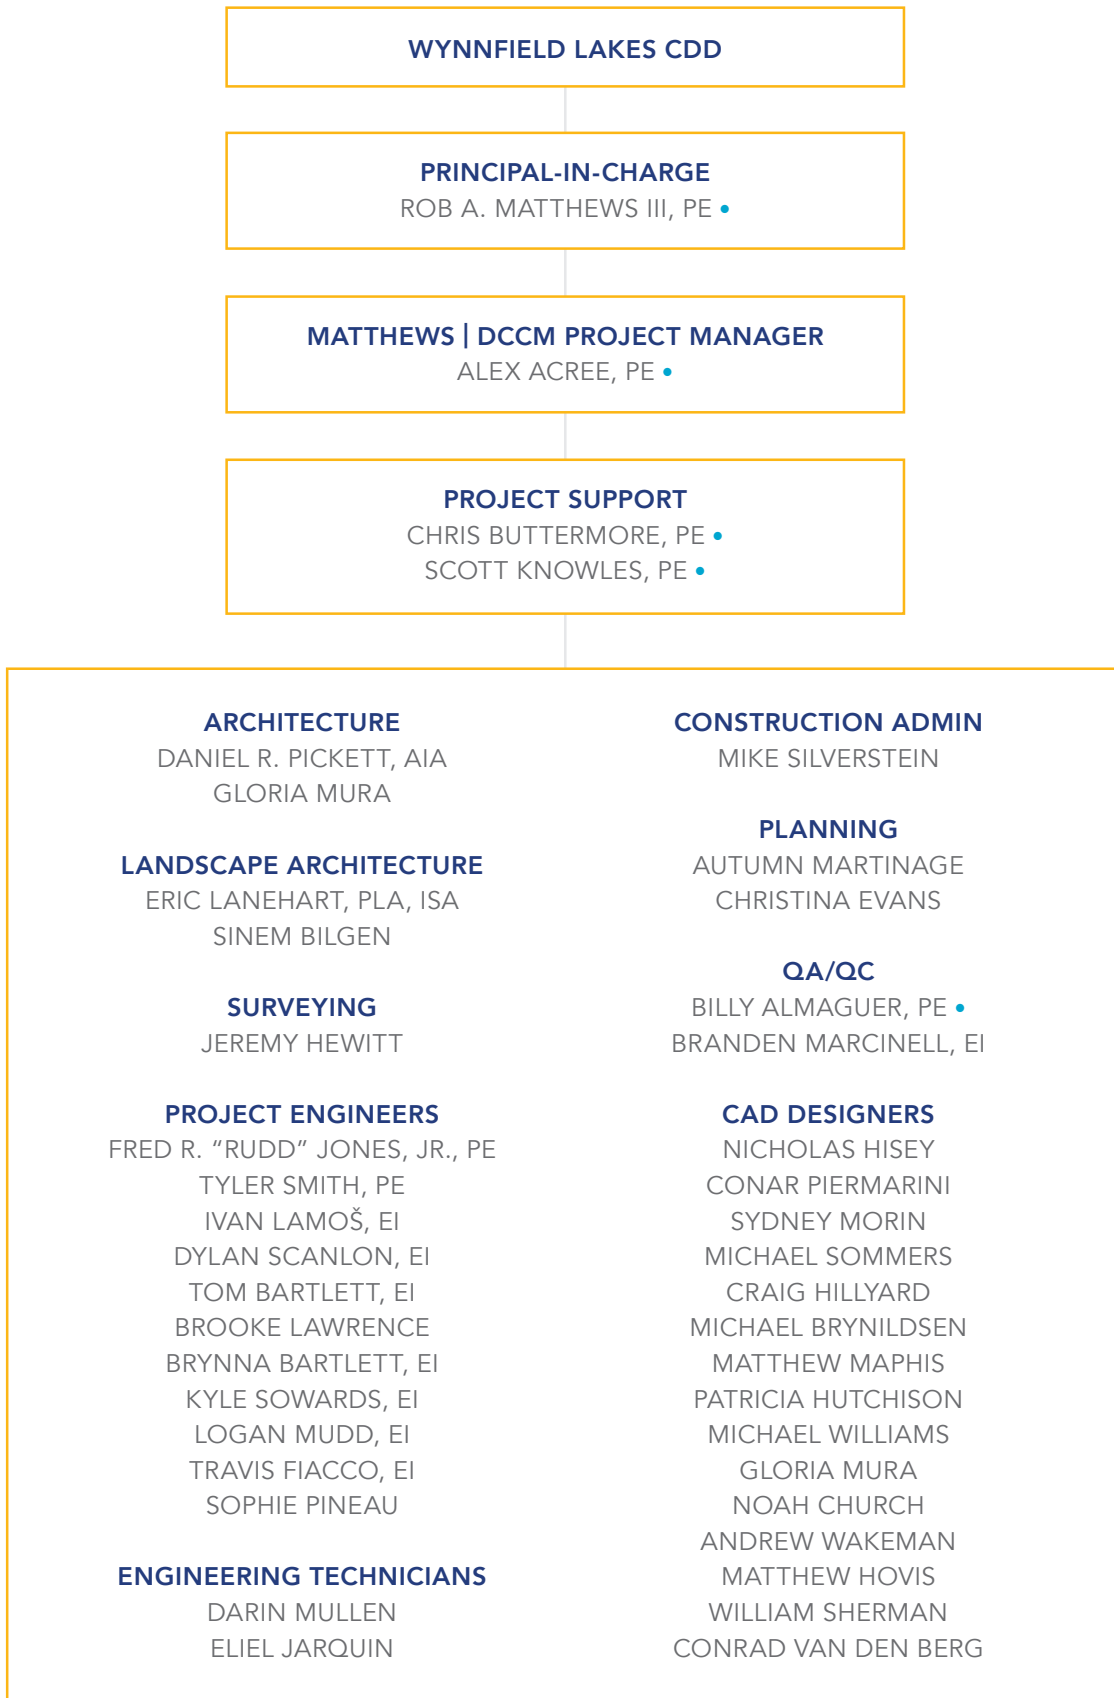 WYNNFIELD LAKES CDD
PRINCIPAL-IN-CHARGE
ROB A. MATTHEWS III, PE •
MATTHEWS | DCCM PROJECT MANAGER
ALEX ACREE, PE •
PROJECT SUPPORT
CHRIS BUTTERMORE, PE •
SCOTT KNOWLES, PE •
ARCHITECTURE
DANIEL R. PICKETT, AIA
GLORIA MURA
LANDSCAPE ARCHITECTURE
ERIC LANEHART, PLA, ISA
SINEM BILGEN
SURVEYING
JEREMY HEWITT
PROJECT ENGINEERS
FRED R. “RUDD” JONES, JR., PE
TYLER SMITH, PE
IVAN LAMOŠ, EI
DYLAN SCANLON, EI
TOM BARTLETT, EI
BROOKE LAWRENCE
BRYNNA BARTLETT, EI
KYLE SOWARDS, EI
LOGAN MUDD, EI
TRAVIS FIACCO, EI
SOPHIE PINEAU
ENGINEERING TECHNICIANS
DARIN MULLEN
ELIEL JARQUIN
CONSTRUCTION ADMIN
MIKE SILVERSTEIN
PLANNING
AUTUMN MARTINAGE
CHRISTINA EVANS
QA/QC
BILLY ALMAGUER, PE •
BRANDEN MARCINELL, EI
CAD DESIGNERS
NICHOLAS HISEY
CONAR PIERMARINI
SYDNEY MORIN
MICHAEL SOMMERS
CRAIG HILLYARD
MICHAEL BRYNILDSEN
MATTHEW MAPHIS
PATRICIA HUTCHISON
MICHAEL WILLIAMS
GLORIA MURA
NOAH CHURCH
ANDREW WAKEMAN
MATTHEW HOVIS
WILLIAM SHERMAN
CONRAD VAN DEN BERG